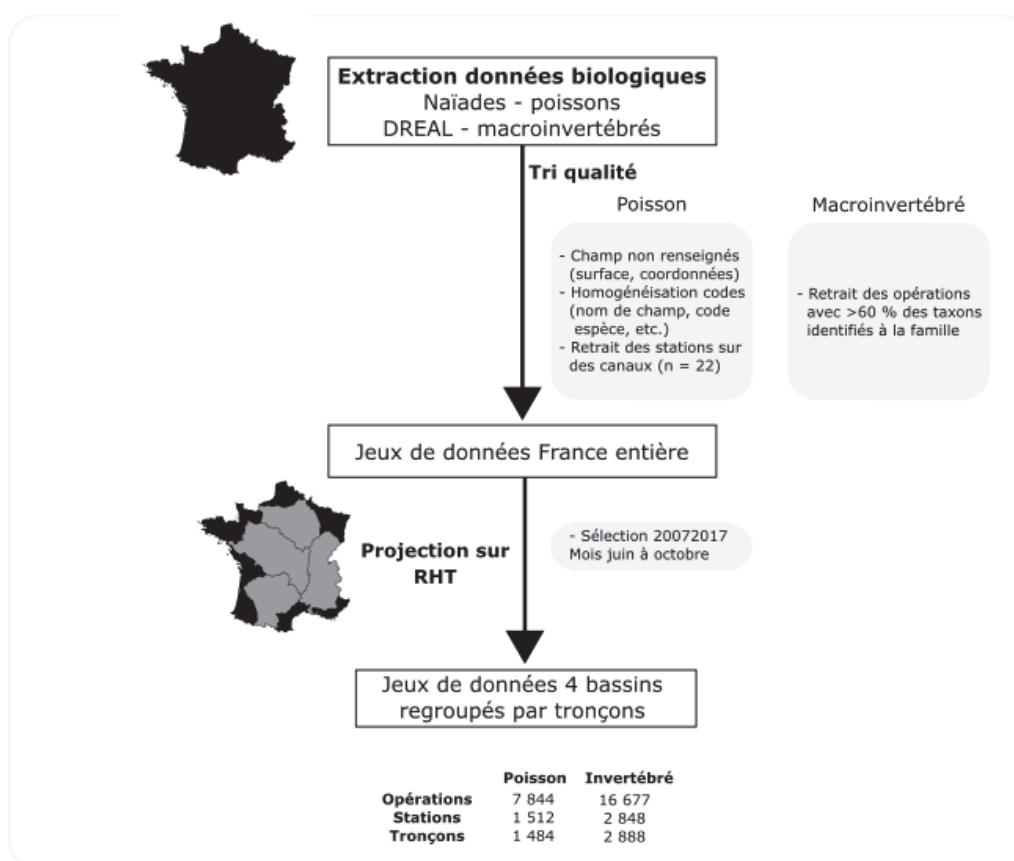 Extraction données biologiques
Naïades - poissons
DREAL - macroinvertébrés
Tri qualité
Poisson
- Champ non renseignés
(surface, coordonnées)
- Homogénéisation codes
(nom de champ, code
espèce, etc.)
- Retrait des stations sur
des canaux (n = 22)
Macroinvertébré
- Retrait des opérations
avec >60 % des taxons
identifiés à la famille
Jeux de données France entière
Projection sur
RHT
- Sélection 20072017
Mois juin à octobre
Jeux de données 4 bassins
regroupés par tronçons
Poisson Invertébré
Opérations 7 844 16 677
Stations 1 512 2 848
Tronçons 1 484 2 888